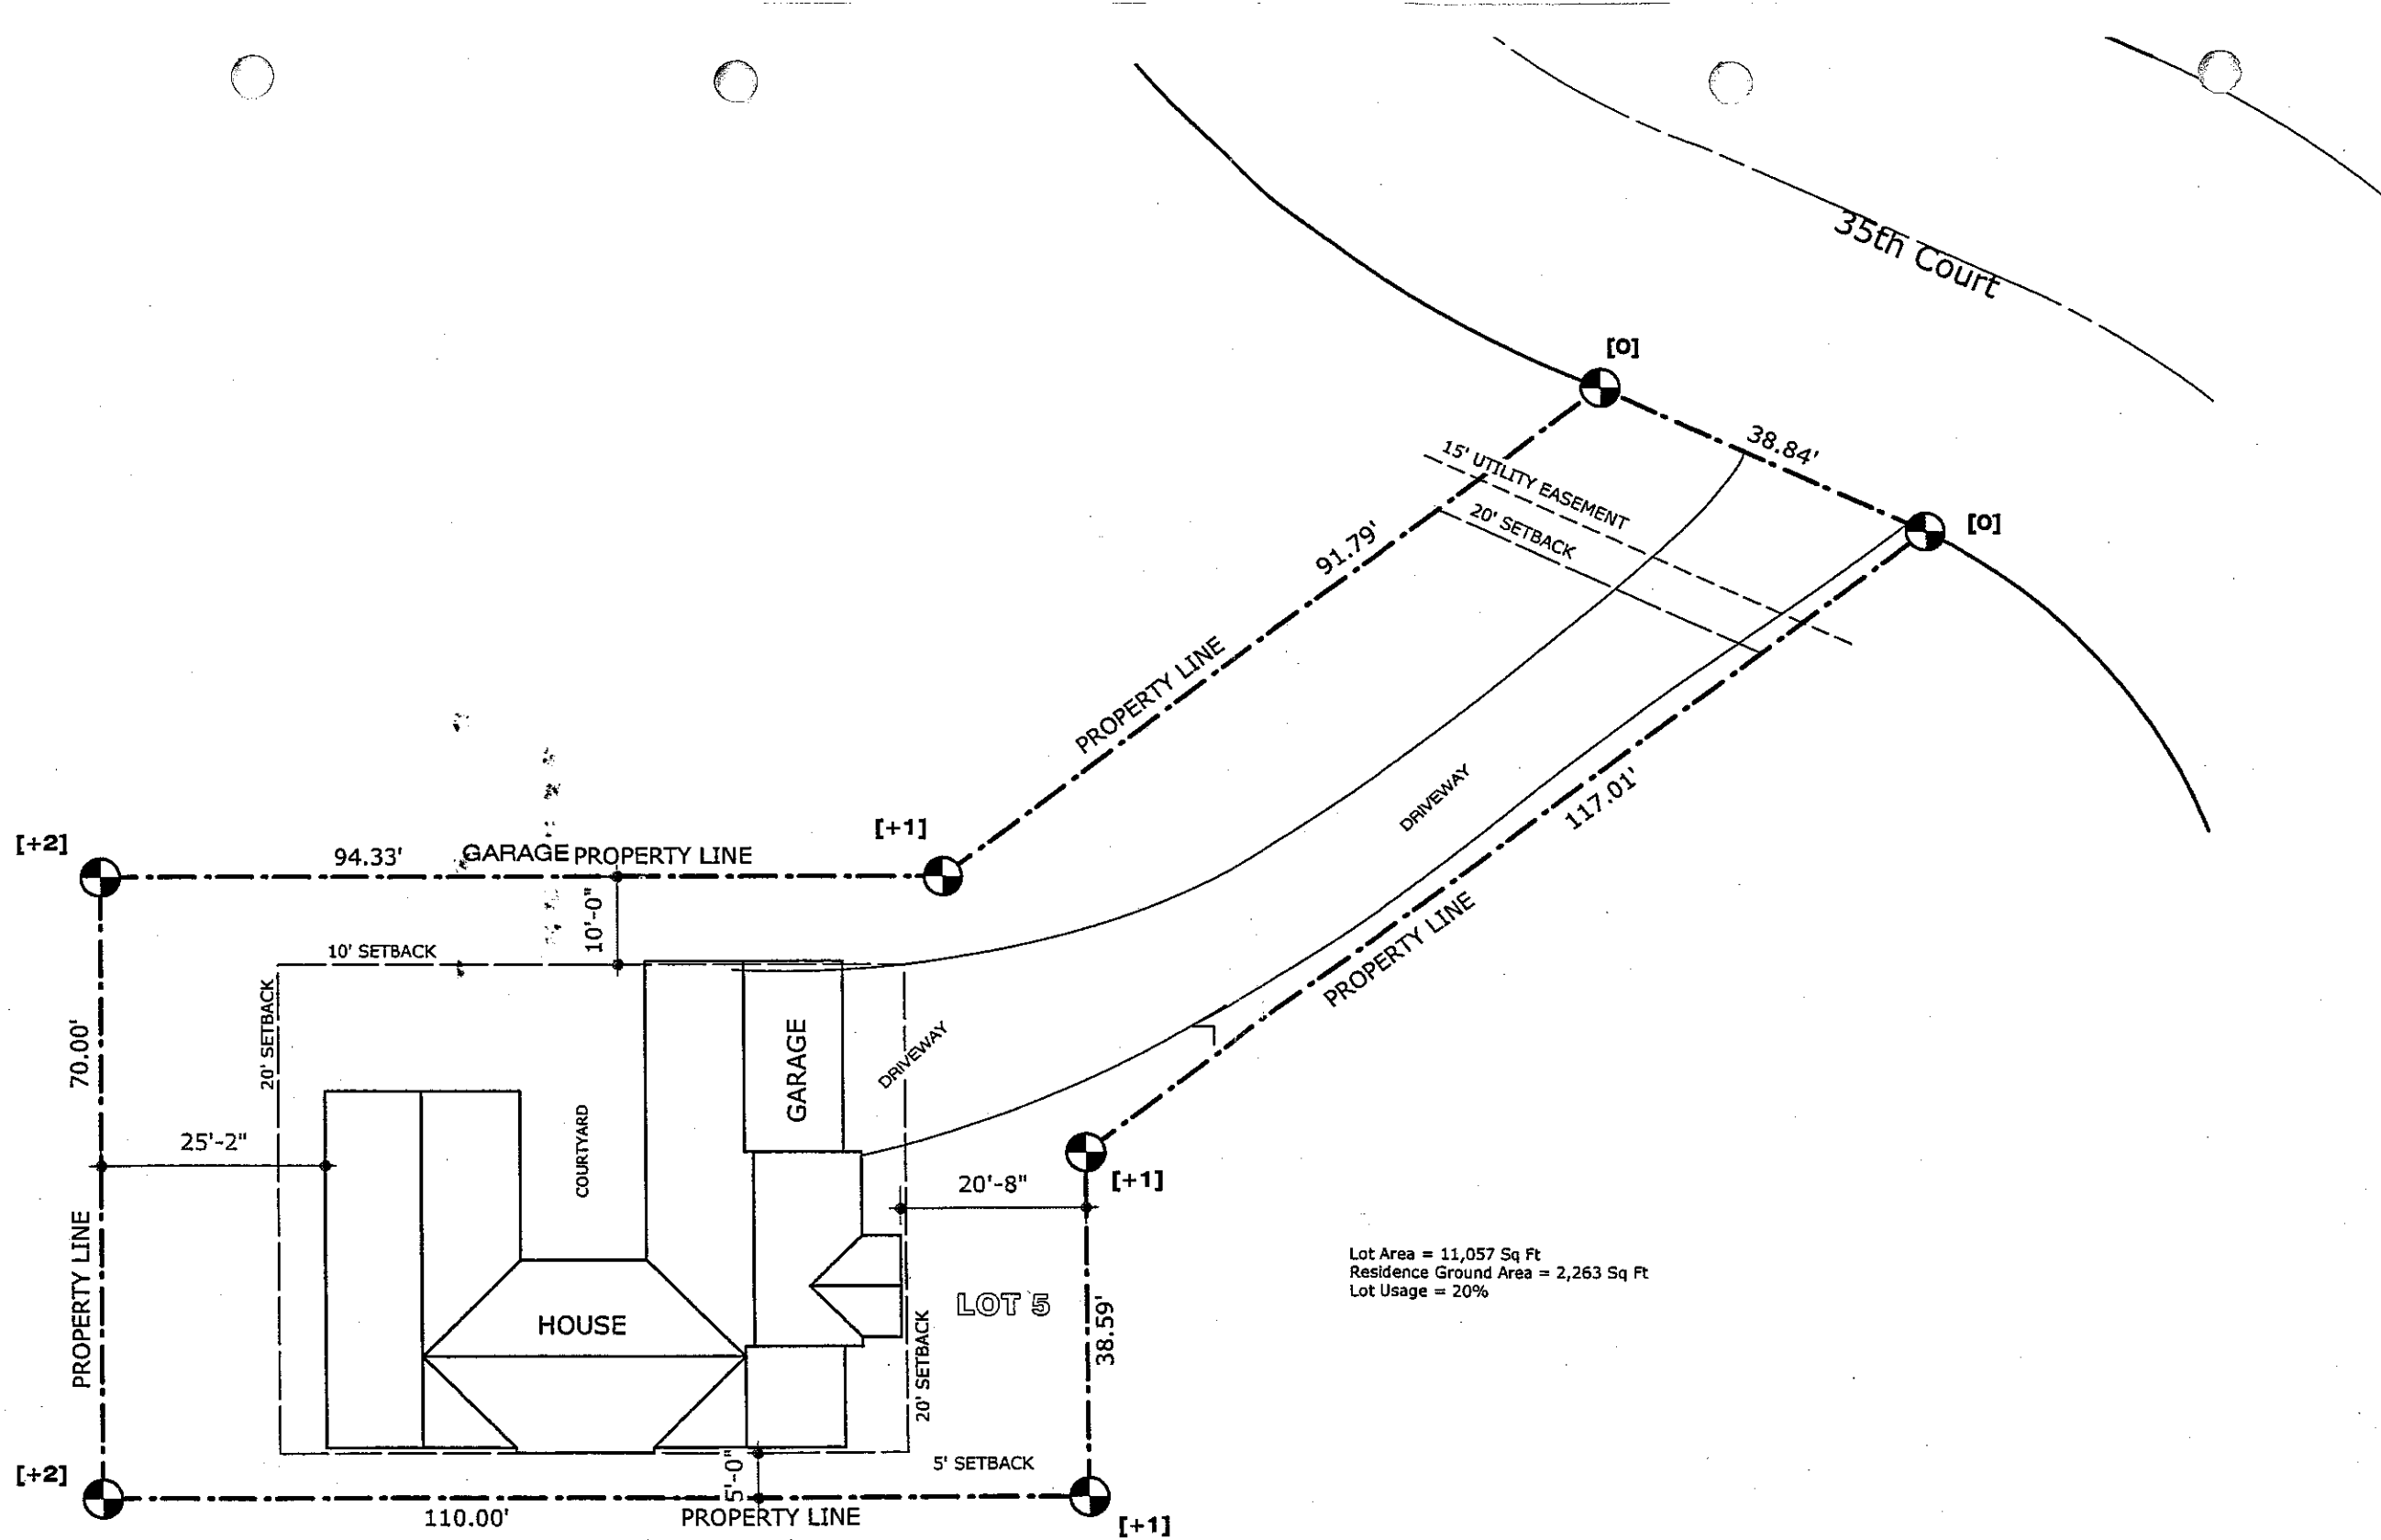 35th Court
[0]
38.84'
15' UTILITY EASEMENT
20' SETBACK
[0]
91.79'
PROPERTY LINE
DRIVEWAY
117.01'
PROPERTY LINE
[+2]
94.33'
GARAGE PROPERTY LINE
[+1]
10'-0"
10' SETBACK
20' SETBACK
70.00'
GARAGE
DRIVEWAY
COURTYARD
25'-2"
20'-8"
[+1]
PROPERTY LINE
HOUSE
LOT 5
38.59'
20' SETBACK
Lot Area = 11,057 Sq Ft
Residence Ground Area = 2,263 Sq Ft
Lot Usage = 20%
5' SETBACK
5'-0"
[+2]
110.00'
PROPERTY LINE
[+1]